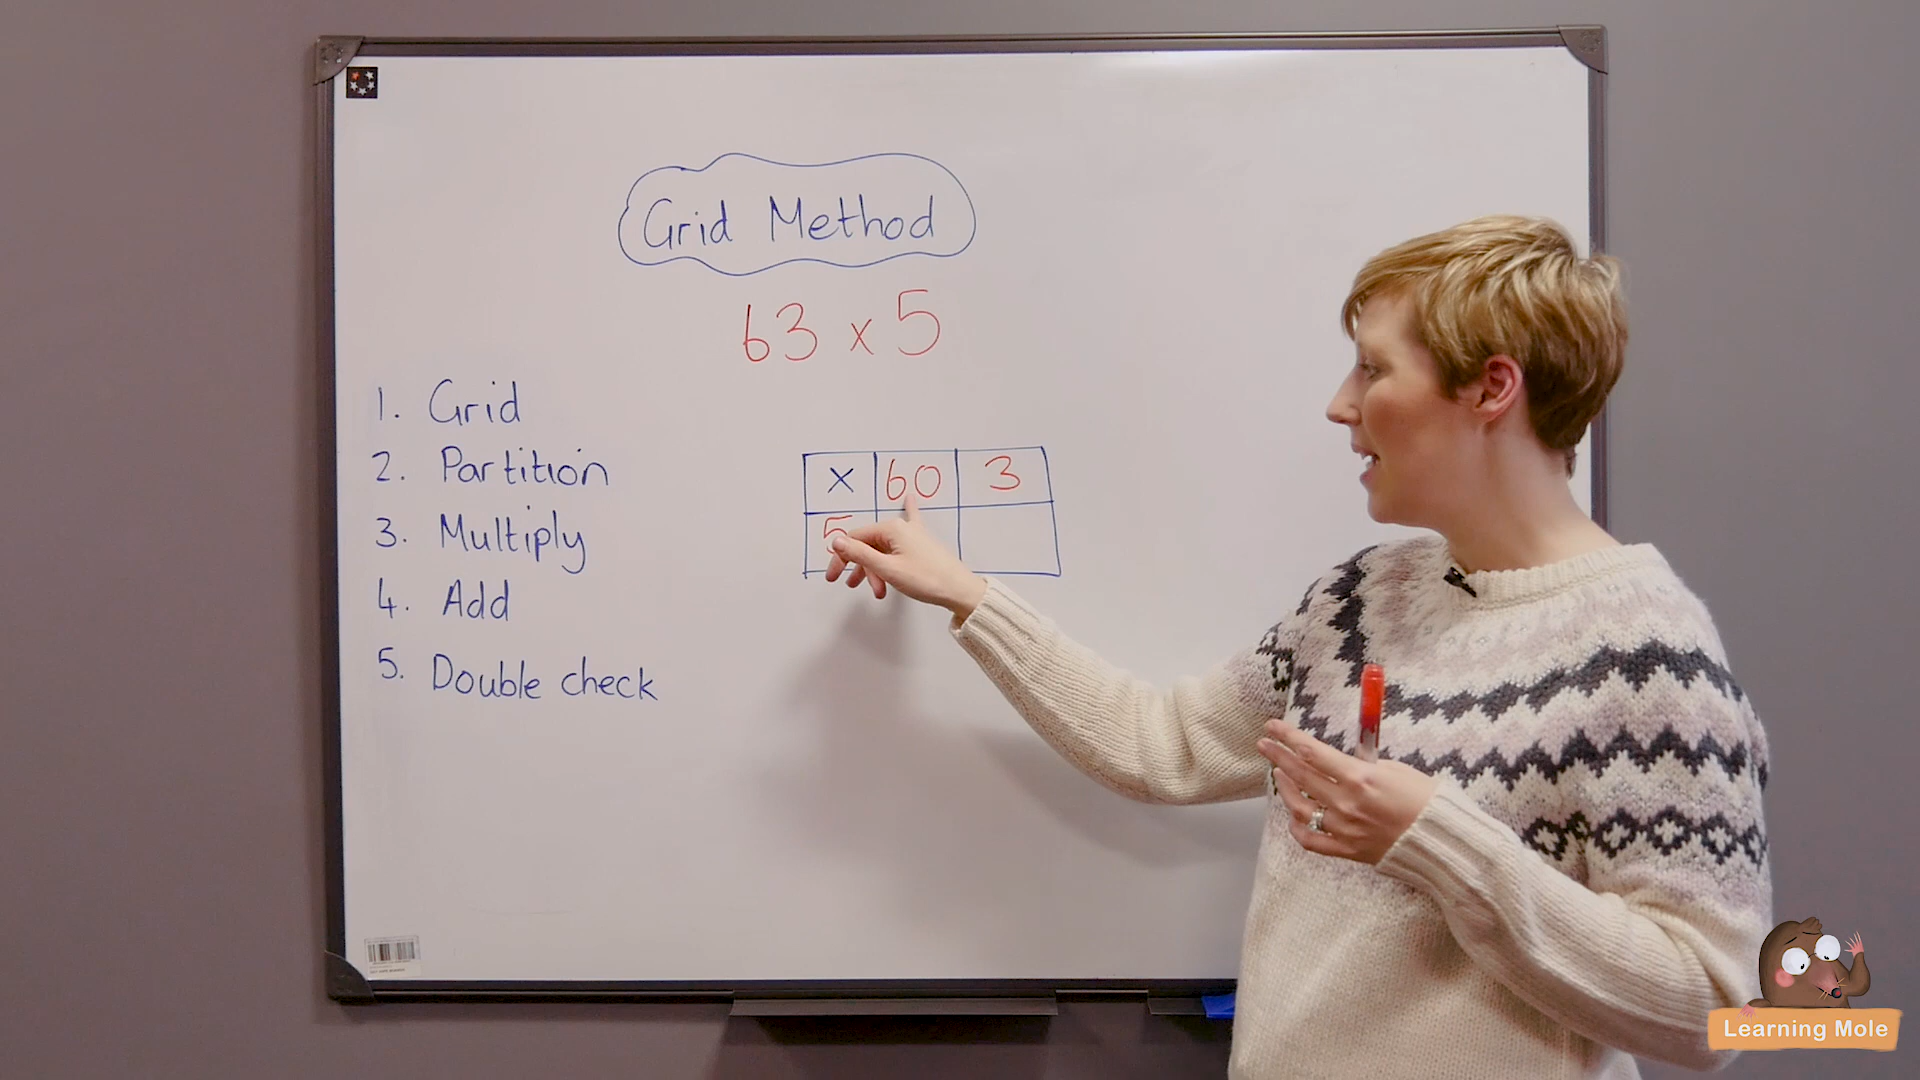 Grid Method
63 x 5
1. Grid
2. Partition
3. Multiply
4. Add
5. Double check
x 60 3
5
Learning Mole